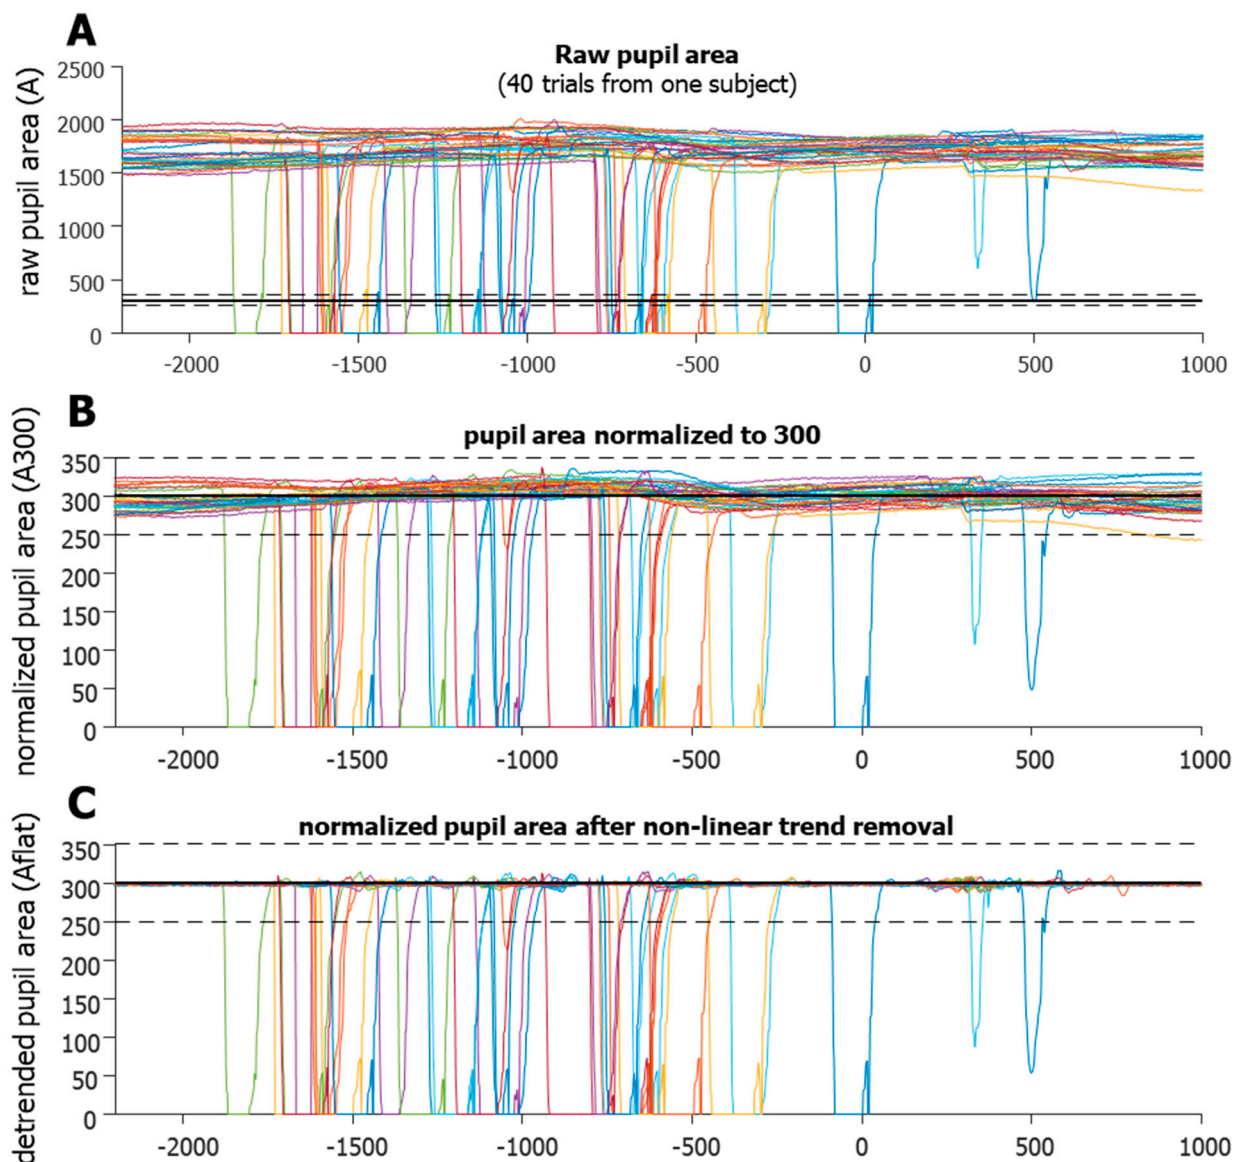 A
Raw pupil area
(40 trials from one subject)
raw pupil area (A)
2500
2000
1500
1000
500
0
-2000 -1500 -1000 -500 0 500 1000
B
pupil area normalized to 300
normalized pupil area (A300)
350
300
250
200
150
100
50
0
-2000 -1500 -1000 -500 0 500 1000
C
normalized pupil area after non-linear trend removal
detrended pupil area (Aflat)
350
300
250
200
150
100
50
0
-2000 -1500 -1000 -500 0 500 1000